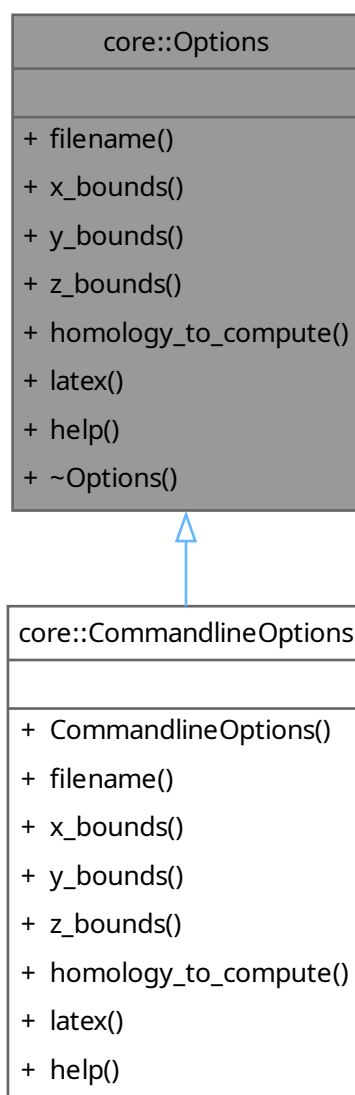 core::Options
+ filename()
+ x_bounds()
+ y_bounds()
+ z_bounds()
+ homology_to_compute()
+ latex()
+ help()
+ ~Options()
core::CommandlineOptions
+ CommandlineOptions()
+ filename()
+ x_bounds()
+ y_bounds()
+ z_bounds()
+ homology_to_compute()
+ latex()
+ help()